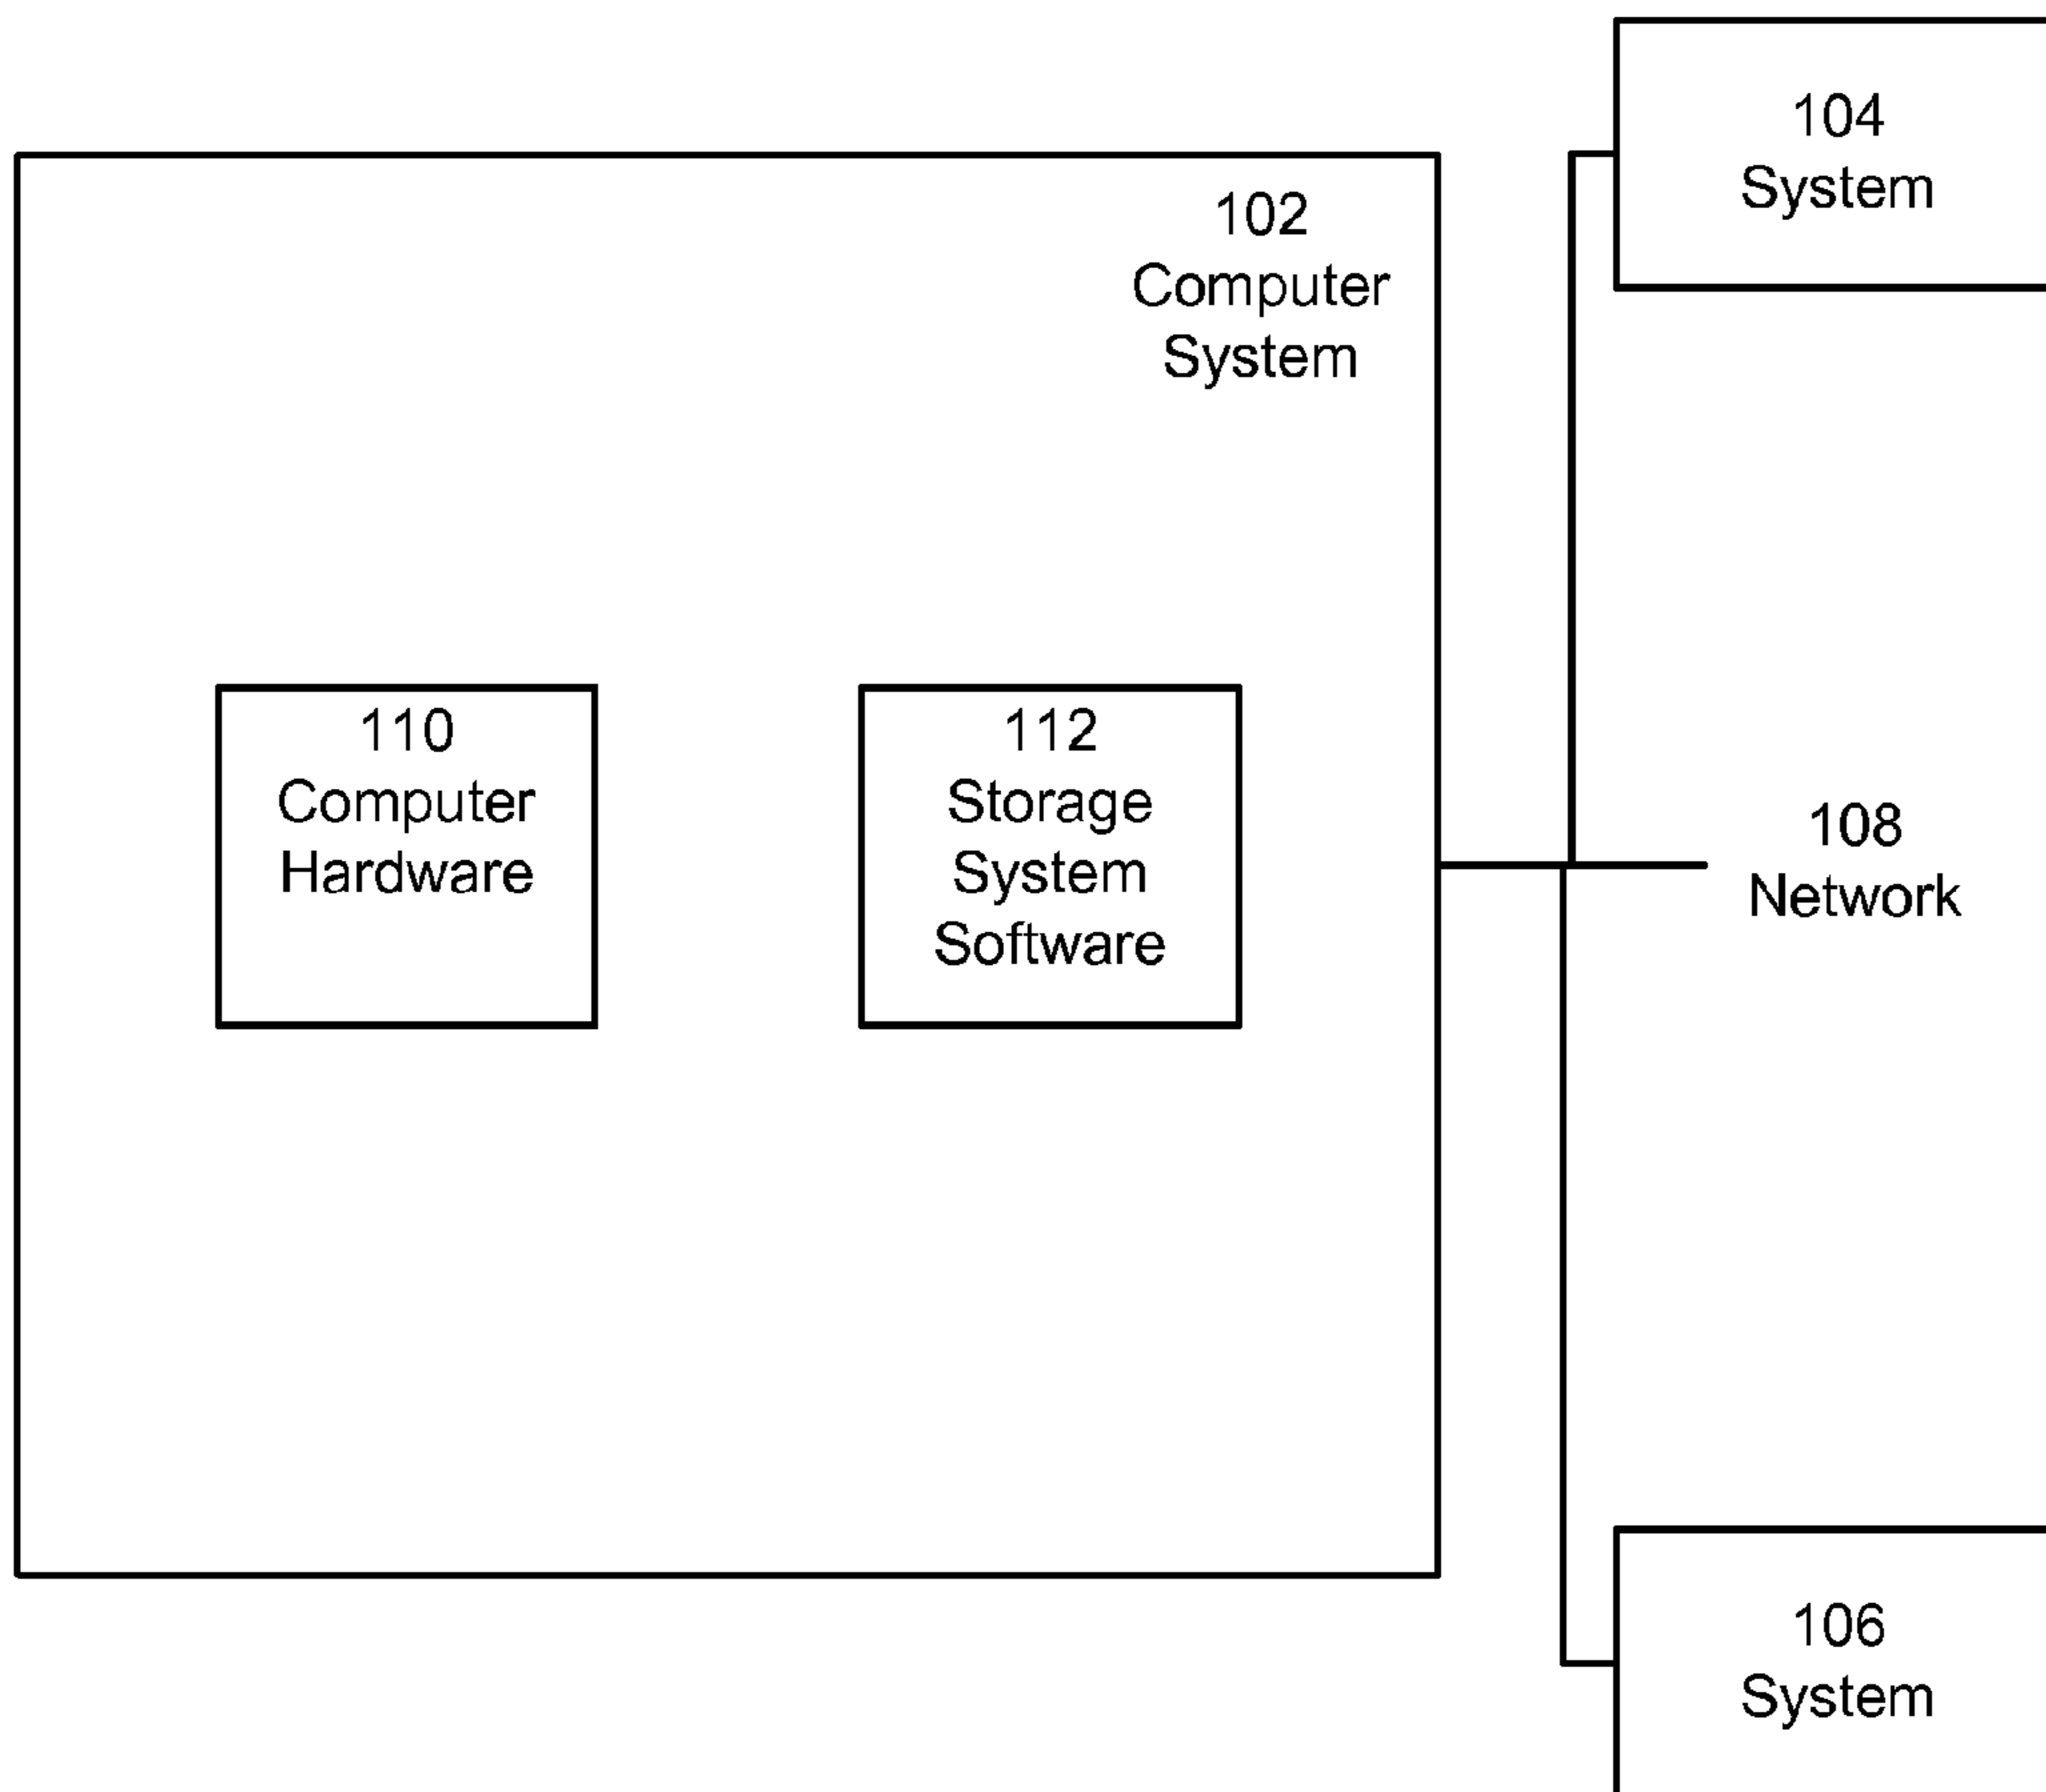 104
System
102
Computer
System
110
Computer
Hardware
112
Storage
System
Software
108
Network
106
System